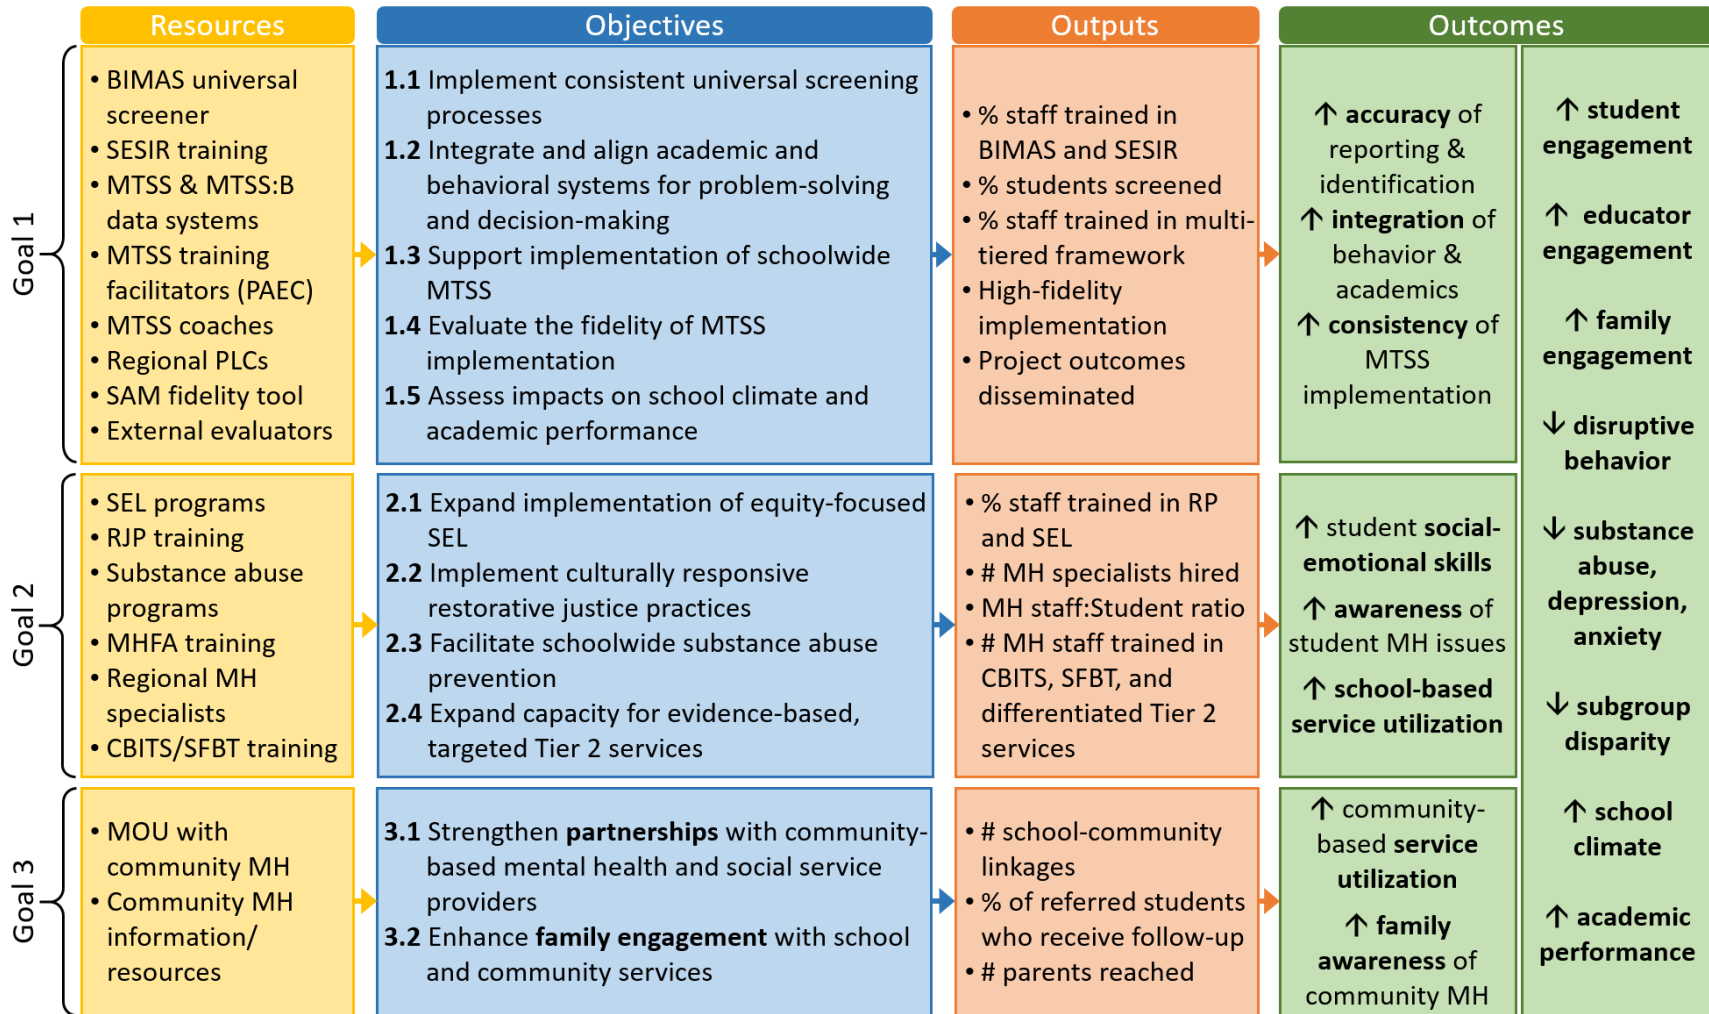 Resources
Objectives
Outputs
Outcomes
Goal 1
• BIMAS universal
screener
• SESIR training
• MTSS & MTSS:B
data systems
• MTSS training
facilitators (PAEC)
• MTSS coaches
• Regional PLCs
• SAM fidelity tool
• External evaluators
1.1 Implement consistent universal screening
processes
1.2 Integrate and align academic and
behavioral systems for problem-solving
and decision-making
1.3 Support implementation of schoolwide
MTSS
1.4 Evaluate the fidelity of MTSS
implementation
1.5 Assess impacts on school climate and
academic performance
• % staff trained in
BIMAS and SESIR
• % students screened
• % staff trained in multi-
tiered framework
• High-fidelity
implementation
• Project outcomes
disseminated
↑ accuracy of
reporting &
identification
↑ integration of
behavior &
academics
↑ consistency of
MTSS
implementation
Goal 2
• SEL programs
• RJP training
• Substance abuse
programs
• MHFA training
• Regional MH
specialists
• CBITS/SFBT training
2.1 Expand implementation of equity-focused
SEL
2.2 Implement culturally responsive
restorative justice practices
2.3 Facilitate schoolwide substance abuse
prevention
2.4 Expand capacity for evidence-based,
targeted Tier 2 services
• % staff trained in RP
and SEL
• # MH specialists hired
• MH staff:Student ratio
• # MH staff trained in
CBITS, SFBT, and
differentiated Tier 2
services
↑ student social-
emotional skills
↑ awareness of
student MH issues
↑ school-based
service utilization
Goal 3
• MOU with
community MH
• Community MH
information/
resources
3.1 Strengthen partnerships with community-
based mental health and social service
providers
3.2 Enhance family engagement with school
and community services
• # school-community
linkages
• % of referred students
who receive follow-up
• # parents reached
↑ community-
based service
utilization
↑ family
awareness of
community MH
↑ student
engagement
↑ educator
engagement
↑ family
engagement
↓ disruptive
behavior
↓ substance
abuse,
depression,
anxiety
↓ subgroup
disparity
↑ school
climate
↑ academic
performance